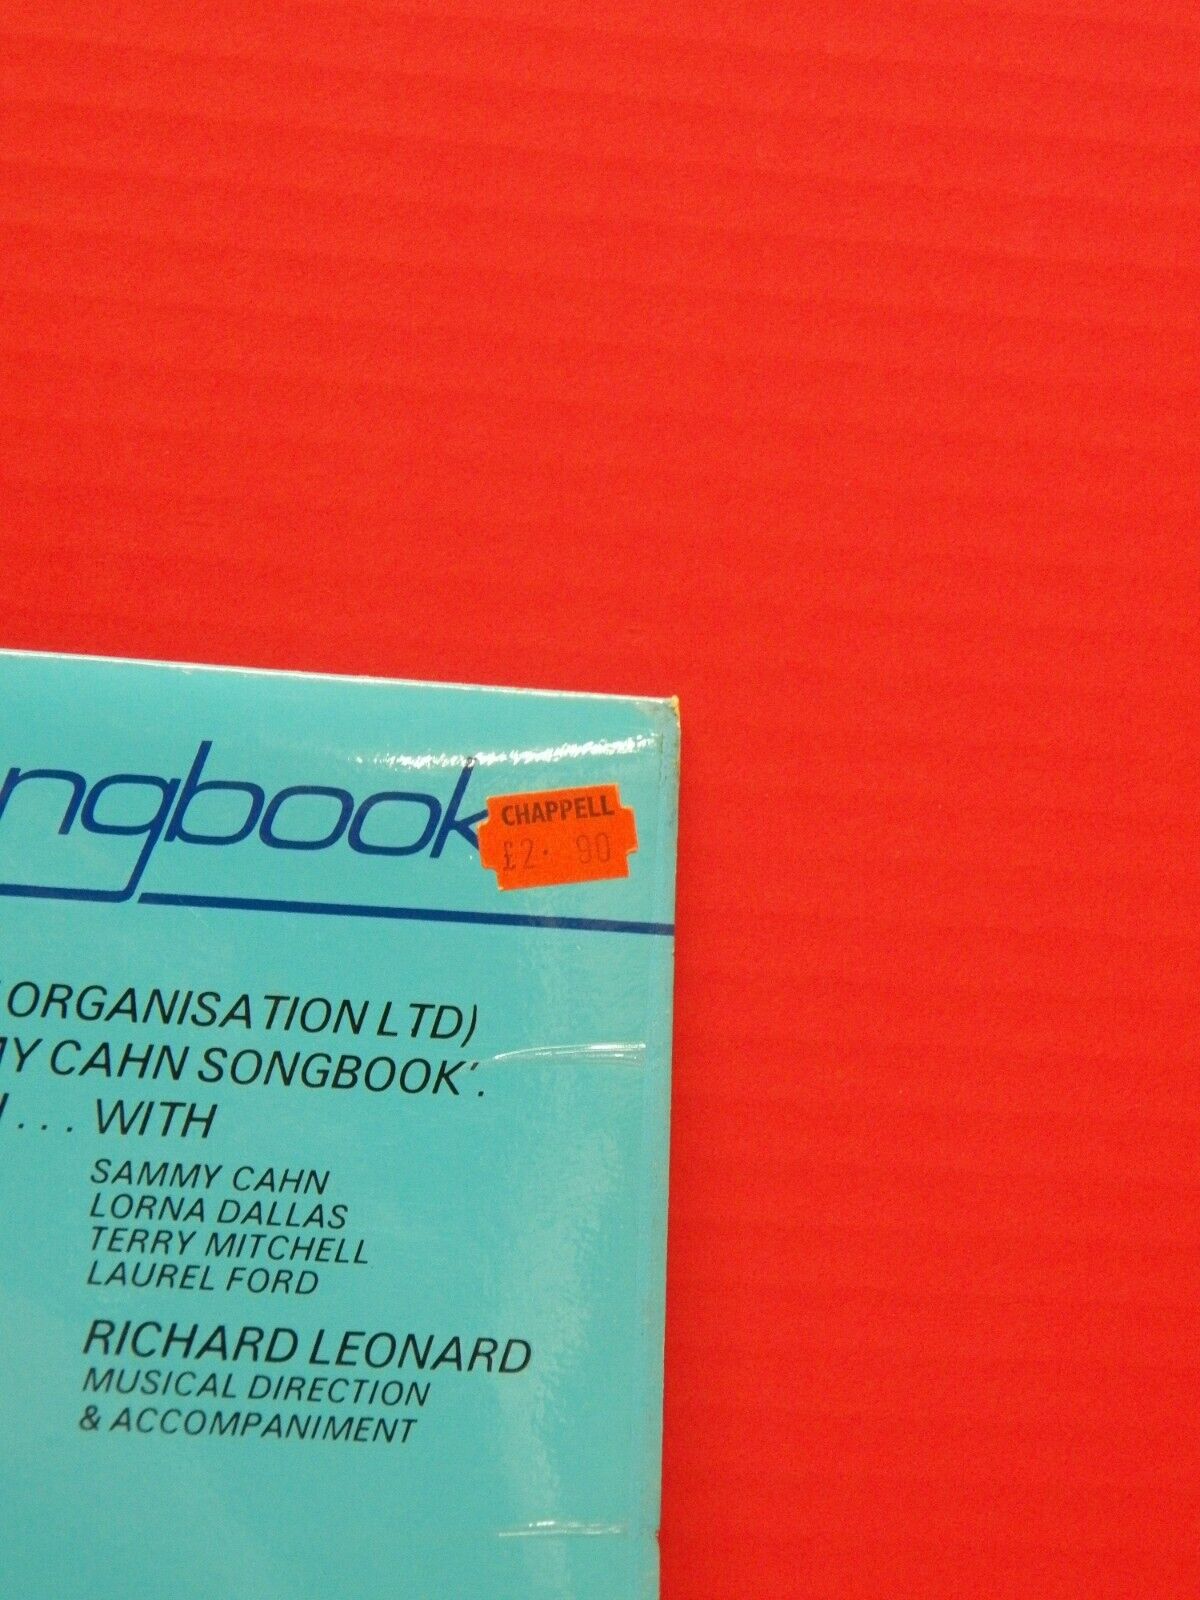 ngbook
CHAPPELL
£2. 90
ORGANISATION LTD)
MY CAHN SONGBOOK'.
... WITH
SAMMY CAHN
LORNA DALLAS
TERRY MITCHELL
LAUREL FORD
RICHARD LEONARD
MUSICAL DIRECTION
& ACCOMPANIMENT